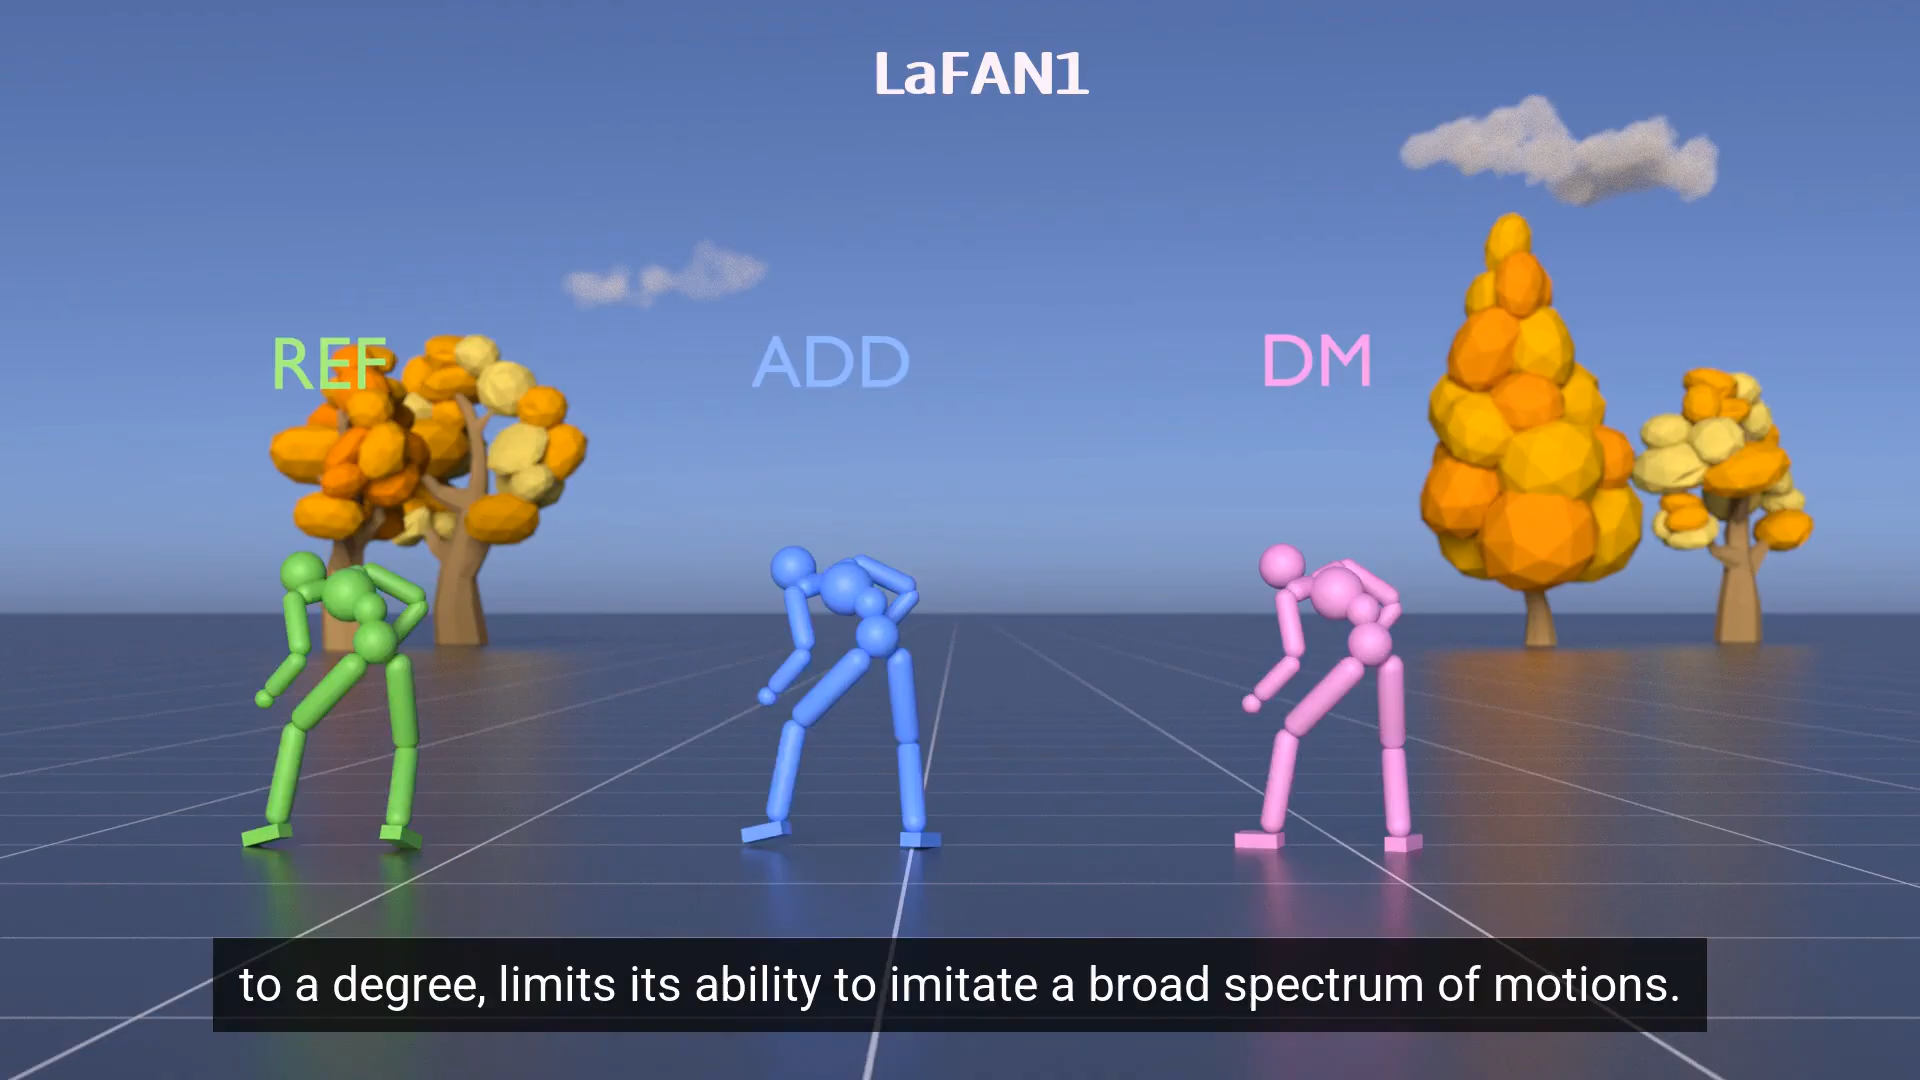 LaFAN1
REF ADD DM
to a degree, limits its ability to imitate a broad spectrum of motions.